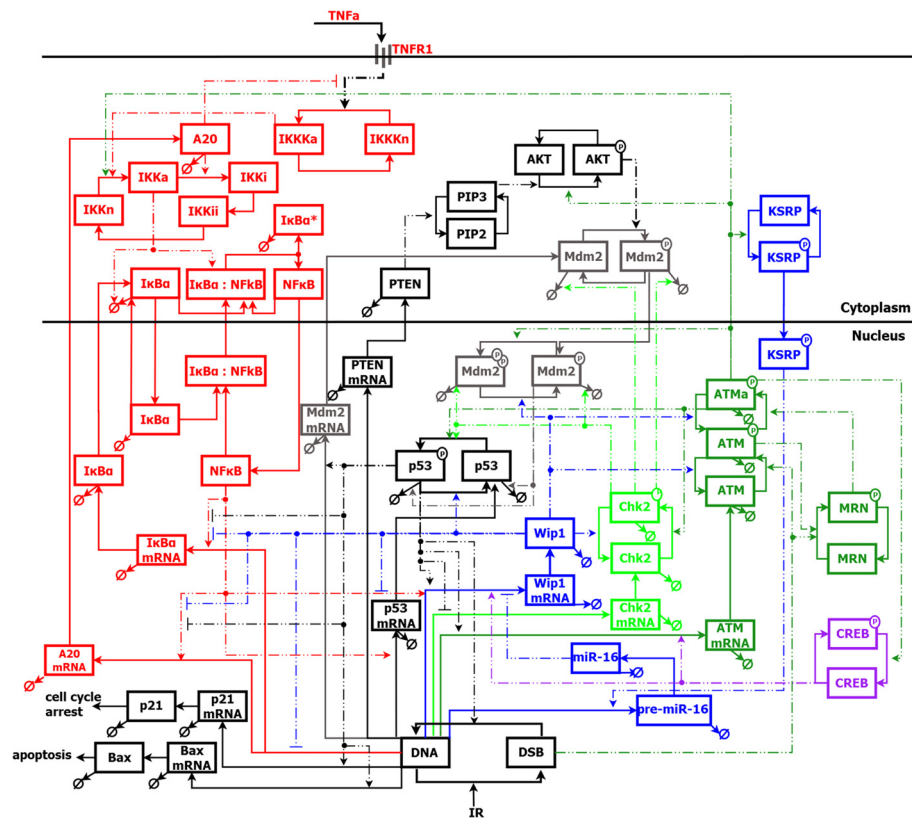 TNFa
TNFR1
A20
IKKKa
IKKKn
AKT
AKT
P
IKKa
IKKi
IKKn
IKKii
PIP3
PIP2
KSRP
KSRP
P
IκBα*
Mdm2
Mdm2
P
IκBα
IκBα : NFkB
NFκB
PTEN
Cytoplasm
Nucleus
KSRP
P
PTEN
mRNA
IκBα : NFkB
Mdm2
P
P
Mdm2
P
ATMa
P
IκBα
Mdm2
mRNA
ATM
P
IκBα
NFκB
p53
P
p53
ATM
MRN
P
Chk2
P
IκBα
mRNA
Wip1
Chk2
MRN
Wip1
mRNA
p53
mRNA
Chk2
mRNA
ATM
mRNA
CREB
P
A20
mRNA
miR-16
CREB
cell cycle
arrest
p21
p21
mRNA
pre-miR-16
apoptosis
Bax
Bax
mRNA
DNA
DSB
IR